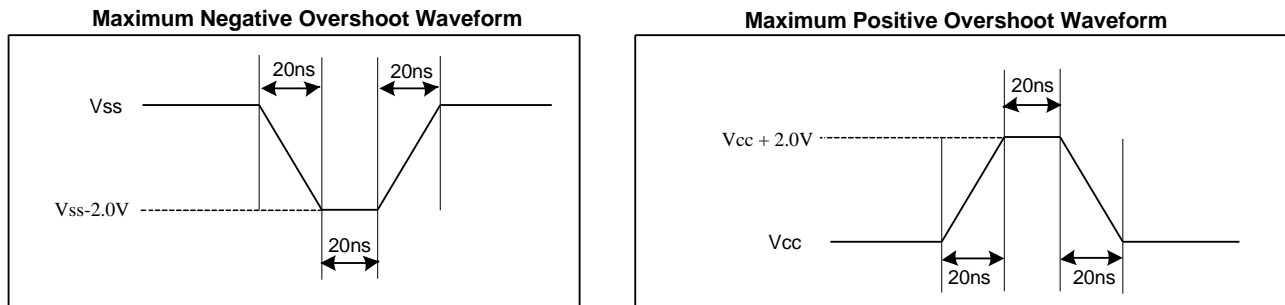 Maximum Negative Overshoot Waveform
20ns
20ns
Vss
Vss-2.0V
20ns
Maximum Positive Overshoot Waveform
20ns
Vcc + 2.0V
Vcc
20ns
20ns